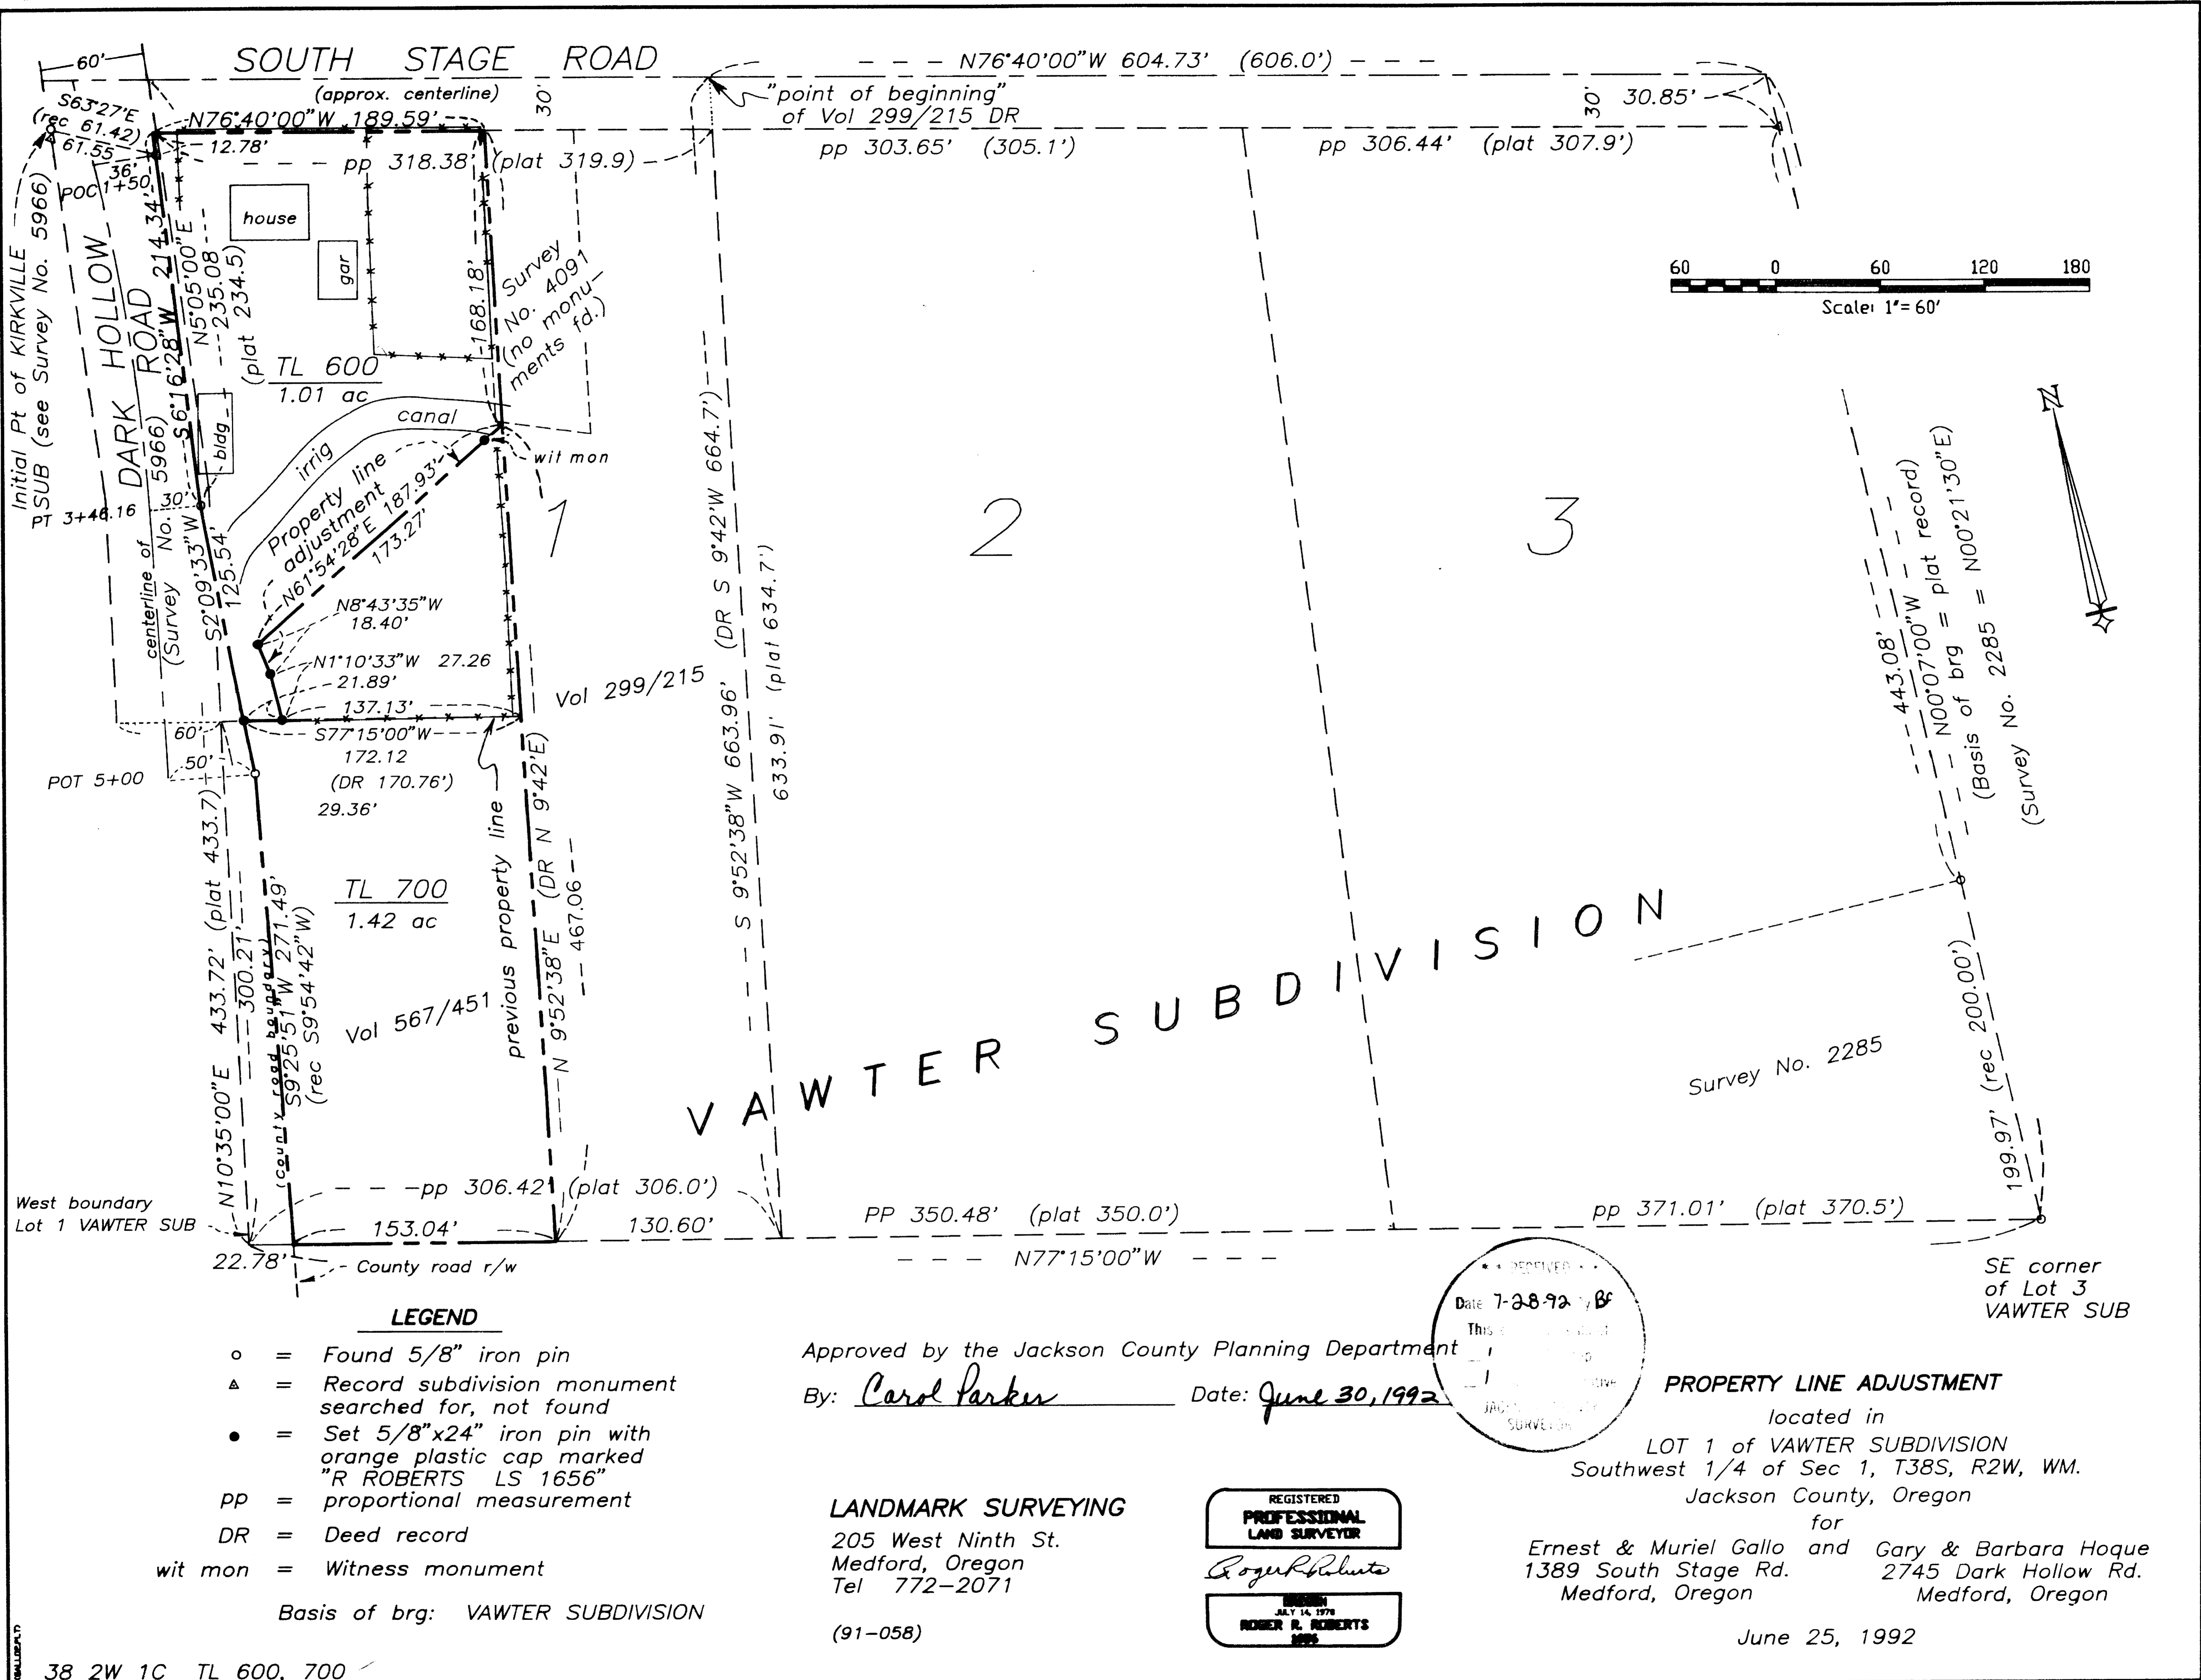 SOUTH STAGE ROAD
(approx. centerline)
60'
30'
N76°40'00"W 604.73' (606.0')
"point of beginning"
of Vol 299/215 DR
30'
30.85'
S63°27'E
(rec 61.42)
61.55
N76°40'00"W 189.59'
12.78'
pp 318.38' (plat 319.9)
pp 303.65' (305.1')
pp 306.44' (plat 307.9')
36'
POC 1+50
Initial Pt of KIRKVILLE
SUB (see Survey No. 5966)
DARK HOLLOW
ROAD
S6°16'28"W 214.34'
N5°05'00"E
235.08
(plat 234.5)
house
gar
168.18'
Survey
No. 4091
(no monu-
ments fd.)
TL 600
1.01 ac
bldg
irrig canal
wit mon
Property line
adjustment
N61°54'28"E 187.93'
173.27'
30'
PT 3+46.16
centerline of
(Survey No. 5966)
S2°09'33"W
125.54'
N8°43'35"W
18.40'
N1°10'33"W 27.26
21.89'
137.13'
S77°15'00"W
172.12
(DR 170.76')
29.36'
60'
50'
POT 5+00
1
2
3
60 0 60 120 180
Scale: 1"= 60'
N
Vol 299/215
S 9°52'38"W 663.96' (DR S 9°42'W 664.7')
633.91' (plat 634.7')
443.08'
N00°07'00"W - plat record)
(Basis of brg = N00°21'30"E)
(Survey No. 2285 =
previous property line
N 9°52'38"E (DR N 9°42'E)
467.06
TL 700
1.42 ac
Vol 567/451
N10°35'00"E 433.72' (plat 433.7)
300.21'
(county road boundary)
S9°25'51"W 271.49'
(rec S9°54'42"W)
VAWTER SUBDIVISION
Survey No. 2285
199.97' (rec 200.00')
West boundary
Lot 1 VAWTER SUB
pp 306.42' (plat 306.0')
153.04'
130.60'
22.78'
County road r/w
PP 350.48' (plat 350.0')
pp 371.01' (plat 370.5')
N77°15'00"W
SE corner
of Lot 3
VAWTER SUB
LEGEND
= Found 5/8" iron pin
= Record subdivision monument
searched for, not found
= Set 5/8"x24" iron pin with
orange plastic cap marked
"R ROBERTS LS 1656"
PP = proportional measurement
DR = Deed record
wit mon = Witness monument
Basis of brg: VAWTER SUBDIVISION
Approved by the Jackson County Planning Department
By: Carol Parker Date: June 30, 1992
RECEIVED
Date 7-28-92 By Bf
This
SURVEYOR
LANDMARK SURVEYING
205 West Ninth St.
Medford, Oregon
Tel 772-2071
(91-058)
REGISTERED
PROFESSIONAL
LAND SURVEYOR
Roger R Roberts
OREGON
JULY 14, 1978
ROGER R. ROBERTS
1656
PROPERTY LINE ADJUSTMENT
located in
LOT 1 of VAWTER SUBDIVISION
Southwest 1/4 of Sec 1, T38S, R2W, WM.
Jackson County, Oregon
for
Ernest & Muriel Gallo and Gary & Barbara Hoque
1389 South Stage Rd. 2745 Dark Hollow Rd.
Medford, Oregon Medford, Oregon
June 25, 1992
38 2W 1C TL 600, 700